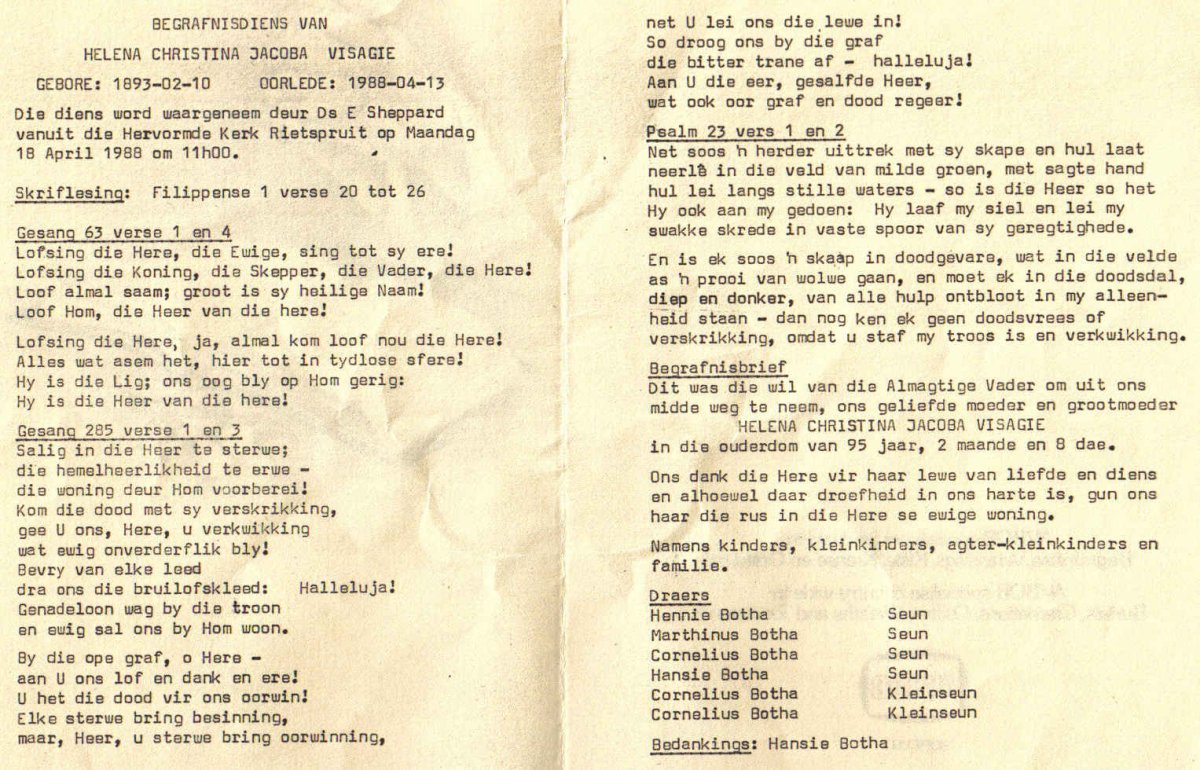 BEGRAFNISDIENS VAN
HELENA CHRISTINA JACOBA VISAGIE
GEBORE: 1893-02-10 OORLEDE: 1988-04-13
Die diens word waargeneem deur Ds E Sheppard
vanuit die Hervormde Kerk Rietspruit op Maandag
18 April 1988 om 11h00.
Skriflesing: Filippense 1 verse 20 tot 26
Gesang 63 verse 1 en 4
Lofsing die Here, die Ewige, sing tot sy ere!
Lofsing die Koning, die Skepper, die Vader, die Here!
Loof almal saam; groot is sy heilige Naam!
Loof Hom, die Heer van die here!
Lofsing die Here, ja, almal kom loof nou die Here!
Alles wat asem het, hier tot in tydlose sfere!
Hy is die Lig; ons oog bly op Hom gerig:
Hy is die Heer van die here!
Gesang 285 verse 1 en 3
Salig in die Heer te sterwe;
die hemelheerlikheid te erwe -
die woning deur Hom voorberei!
Kom die dood met sy verskrikking,
gee U ons, Here, u verkwikking
wat ewig onverderflik bly!
Bevry van elke leed
dra ons die bruilofskleed: Halleluja!
Genadeloon wag by die troon
en ewig sal ons by Hom woon.
By die ope graf, o Here -
aan U ons lof en dank en ere!
U het die dood vir ons oorwin!
Elke sterwe bring besinning,
maar, Heer, u sterwe bring oorwinning,
net U lei ons die lewe in!
So droog ons by die graf
die bitter trane af - halleluja!
Aan U die eer, gesalfde Heer,
wat ook oor graf en dood regeer!
Psalm 23 vers 1 en 2
Net soos 'n herder uittrek met sy skape en hul laat
neerlê in die veld van milde groen, met sagte hand
hul lei langs stille waters - so is die Heer so het
Hy ook aan my gedoen: Hy laaf my siel en lei my
swakke skrede in vaste spoor van sy geregtighede.
En is ek soos 'n skaap in doodgevare, wat in die velde
as 'n prooi van wolwe gaan, en moet ek in die doodsdal,
diep en donker, van alle hulp ontbloot in my alleen-
heid staan - dan nog ken ek geen doodsvrees of
verskrikking, omdat u staf my troos is en verkwikking.
Begrafnisbrief
Dit was die wil van die Almagtige Vader om uit ons
midde weg te neem, ons geliefde moeder en grootmoeder
HELENA CHRISTINA JACOBA VISAGIE
in die ouderdom van 95 jaar, 2 maande en 8 dae.
Ons dank die Here vir haar lewe van liefde en diens
en alhoewel daar droefheid in ons harte is, gun ons
haar die rus in die Here se ewige woning.
Namens kinders, kleinkinders, agter-kleinkinders en
familie.
Draers
Hennie Botha Seun
Marthinus Botha Seun
Cornelius Botha Seun
Hansie Botha Seun
Cornelius Botha Kleinseun
Cornelius Botha Kleinseun
Bedankings: Hansie Botha